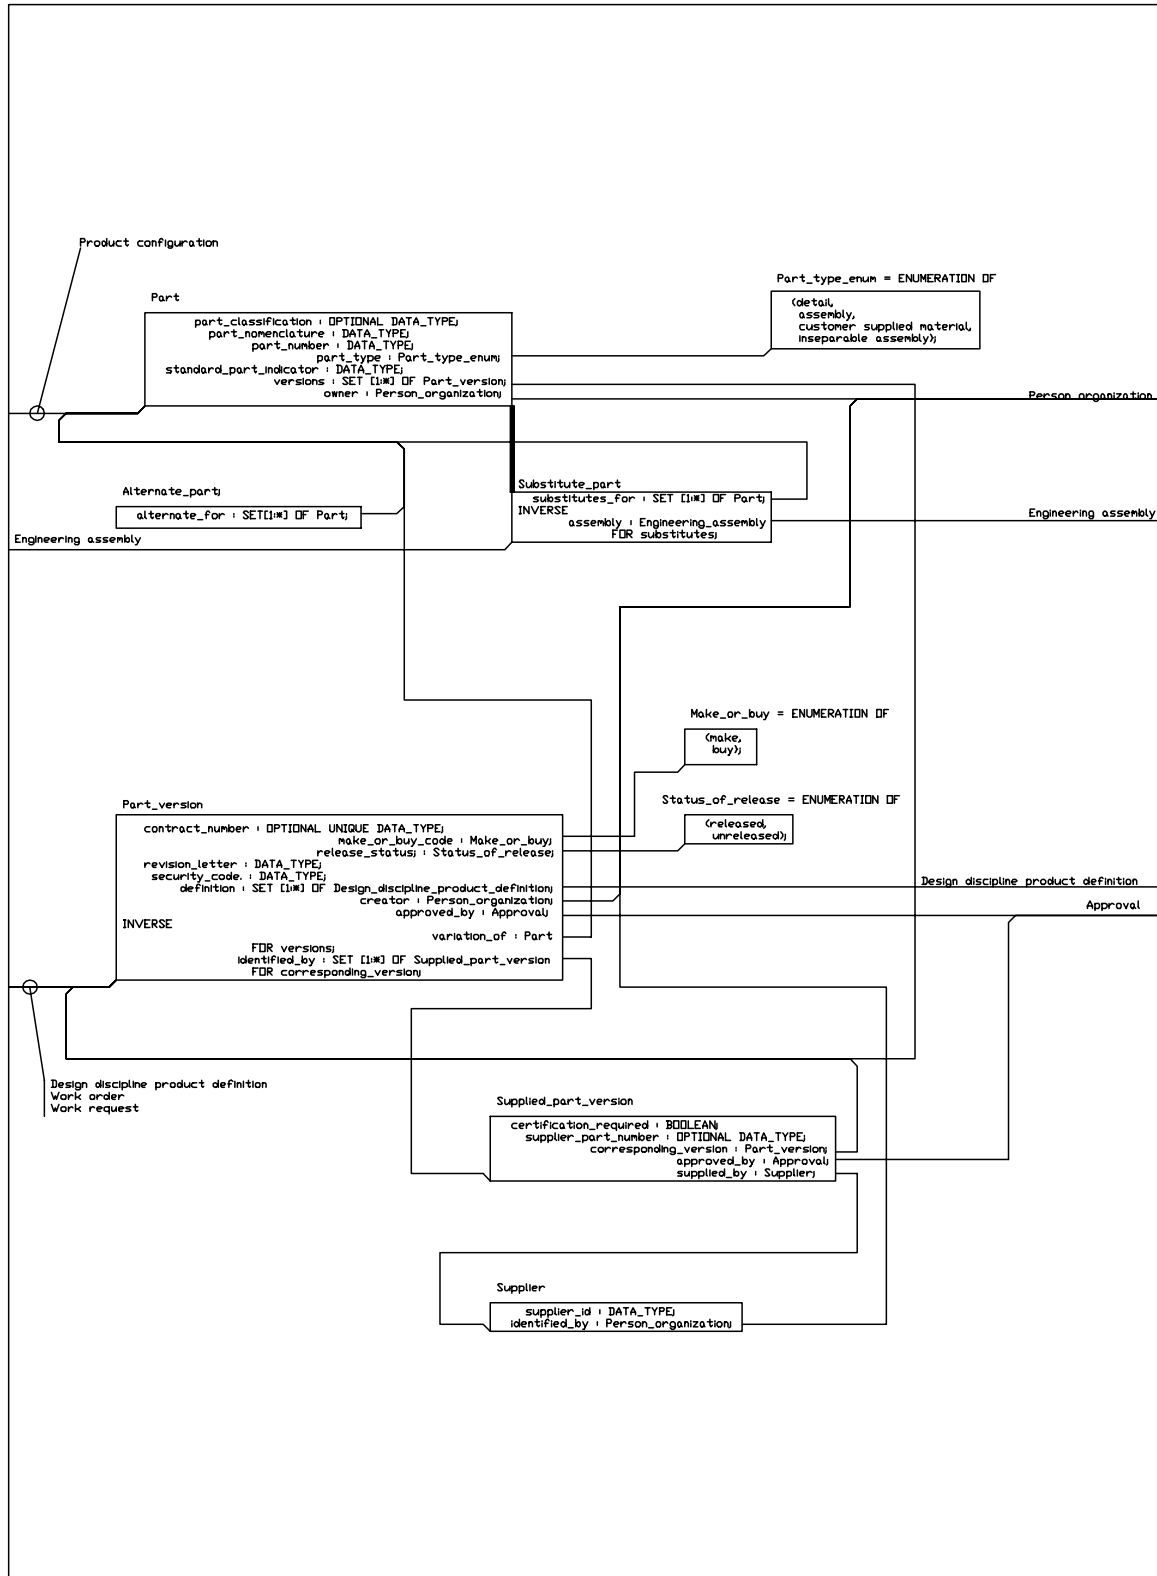 Product configuration
Part_type_enum = ENUMERATION OF
(detail,
assembly,
customer supplied material,
inseparable assembly);
Part
part_classification : OPTIONAL DATA_TYPE;
part_nomenclature : DATA_TYPE;
part_number : DATA_TYPE;
part_type : Part_type_enum;
standard_part_indicator : DATA_TYPE;
versions : SET [1:*] OF Part_version;
owner : Person_organization;
Person organization
Alternate_part;
alternate_for : SET[1:*] OF Part;
Substitute_part
substitutes_for : SET [1:*] OF Part;
INVERSE
assembly : Engineering_assembly
FOR substitutes;
Engineering assembly
Engineering assembly
Make_or_buy = ENUMERATION OF
(make,
buy);
Status_of_release = ENUMERATION OF
(released,
unreleased);
Part_version
contract_number : OPTIONAL UNIQUE DATA_TYPE;
make_or_buy_code : Make_or_buy;
release_status; : Status_of_release;
revision_letter : DATA_TYPE;
security_code. : DATA_TYPE;
definition : SET [1:*] OF Design_discipline_product_definition;
creator : Person_organization;
approved_by : Approval;
INVERSE
variation_of : Part
FOR versions;
identified_by : SET [1:*] OF Supplied_part_version
FOR corresponding_version;
Design discipline product definition
Approval
Design discipline product definition
Work order
Work request
Supplied_part_version
certification_required : BOOLEAN;
supplier_part_number : OPTIONAL DATA_TYPE;
corresponding_version : Part_version;
approved_by : Approval;
supplied_by : Supplier;
Supplier
supplier_id : DATA_TYPE;
identified_by : Person_organization;